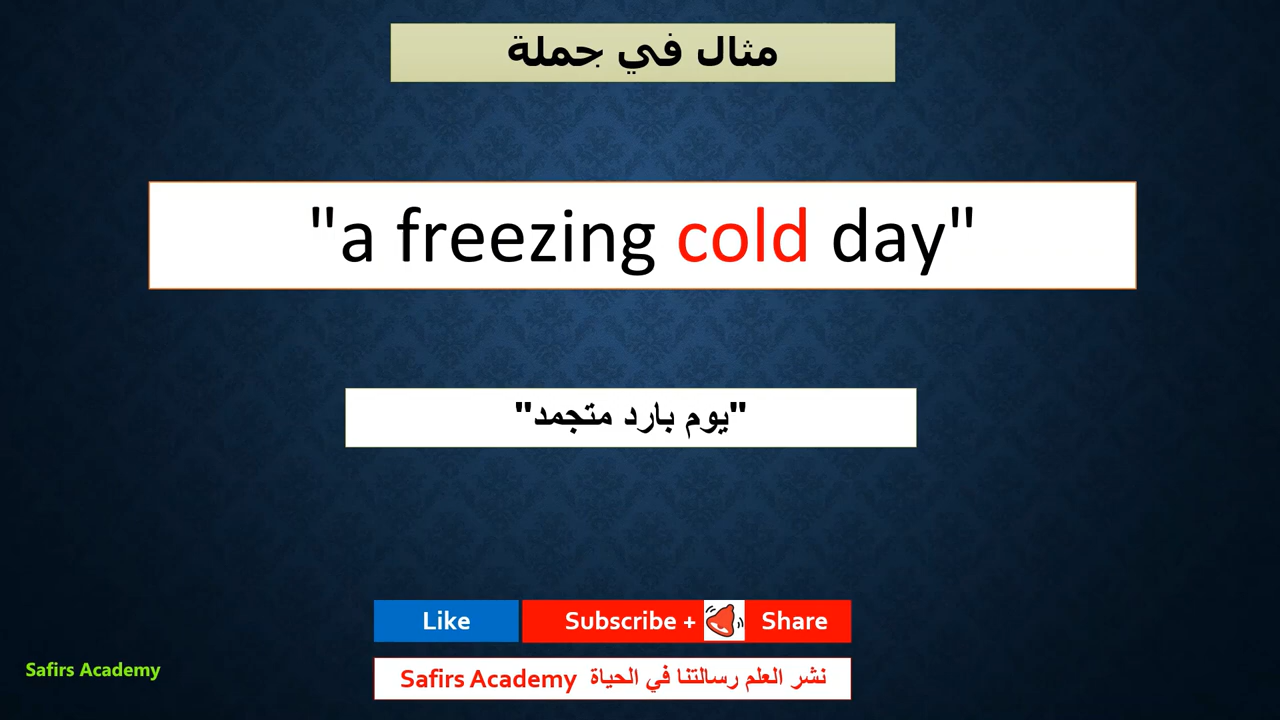 مثال في جملة
"a freezing cold day"
"يوم بارد متجمد"
Like
Subscribe + Share
Safirs Academy
نشر العلم رسالتنا في الحياة Safirs Academy